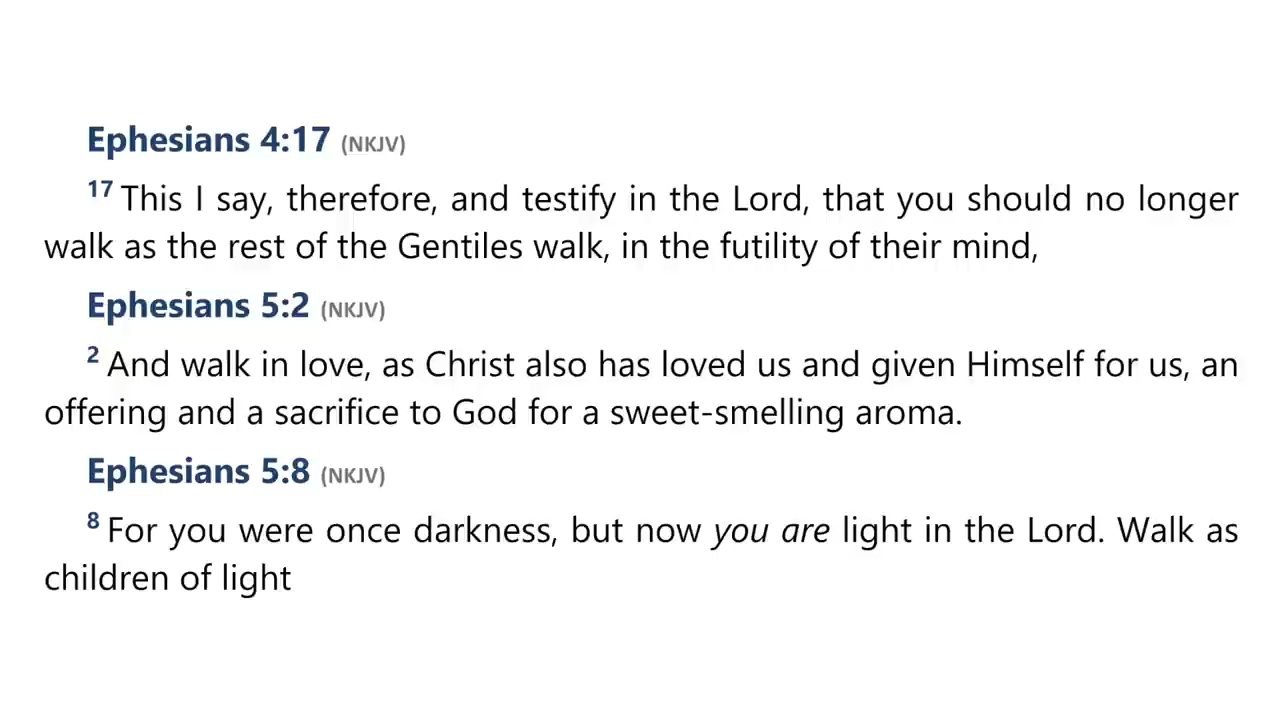 Ephesians 4:17 (NKJV)
17 This I say, therefore, and testify in the Lord, that you should no longer
walk as the rest of the Gentiles walk, in the futility of their mind,
Ephesians 5:2 (NKJV)
2 And walk in love, as Christ also has loved us and given Himself for us, an
offering and a sacrifice to God for a sweet-smelling aroma.
Ephesians 5:8 (NKJV)
8 For you were once darkness, but now you are light in the Lord. Walk as
children of light